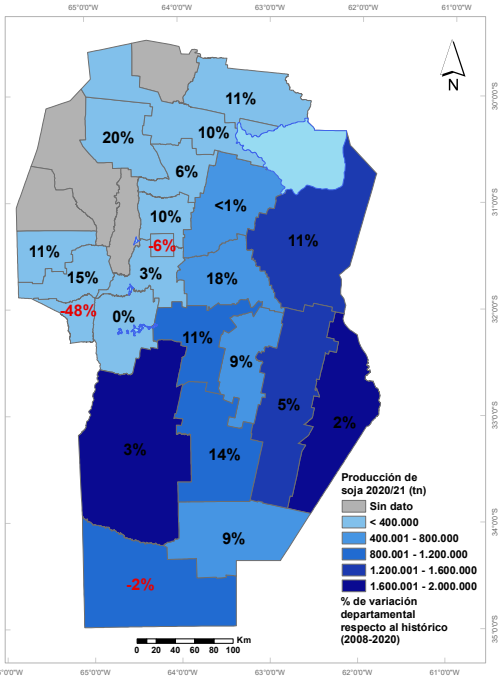 65°0'0"W 64°0'0"W 63°0'0"W 62°0'0"W 61°0'0"W
N
30°0'0"S
31°0'0"S
32°0'0"S
33°0'0"S
34°0'0"S
35°0'0"S
11%
10%
20%
6%
<1%
10%
11%
-6%
11%
3%
15%
18%
-48%
0%
11%
9%
5%
2%
3%
14%
9%
-2%
Producción de
soja 2020/21 (tn)
Sin dato
< 400.000
400.001 - 800.000
800.001 - 1.200.000
1.200.001 - 1.600.000
1.600.001 - 2.000.000
% de variación
departamental
respecto al histórico
(2008-2020)
Km
0 20 40 60 80 100
°0'0"W 65°0'0"W 64°0'0"W 63°0'0"W 62°0'0"W 61°0'0"W